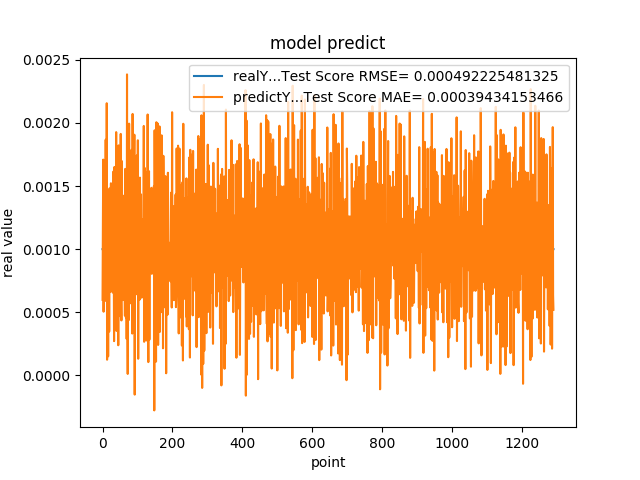 model predict
realY...Test Score RMSE= 0.000492225481325
predictY...Test Score MAE= 0.00039434153466
0.0025
0.0020
0.0015
0.0010
0.0005
0.0000
real value
0 200 400 600 800 1000 1200
point